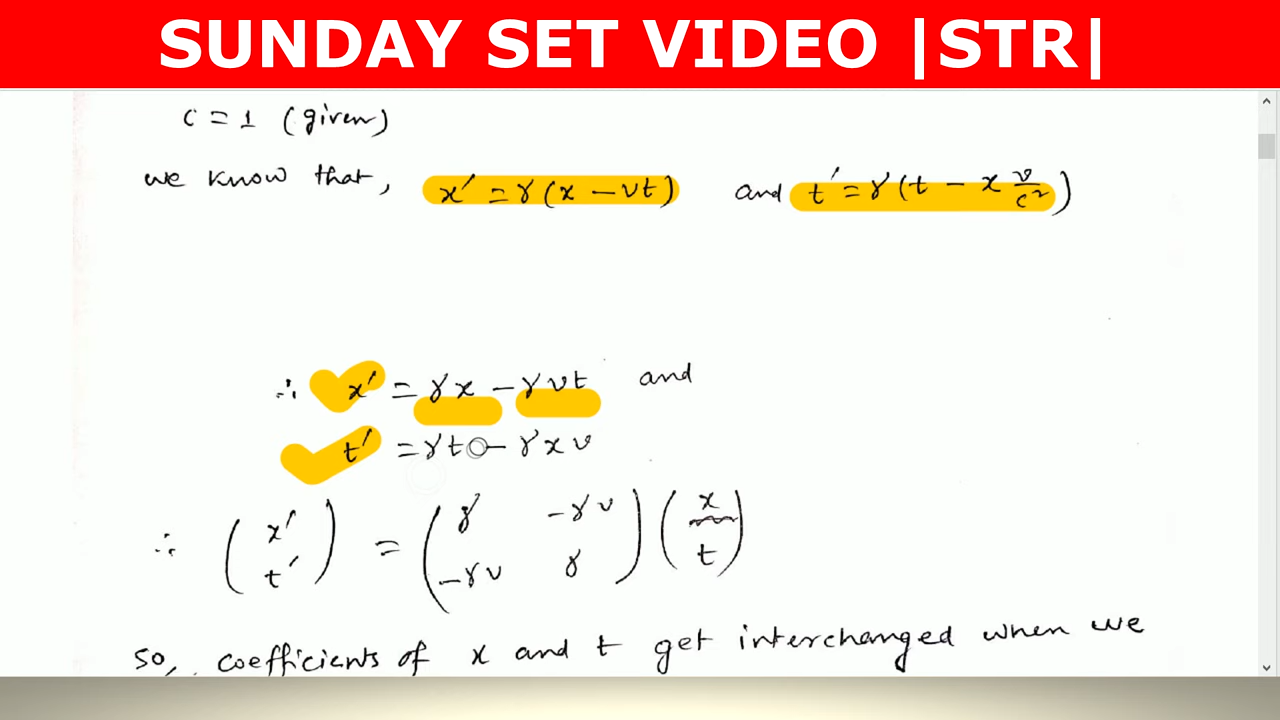 SUNDAY SET VIDEO |STR|
c = 1 (given)
we know that, x' = γ(x - vt) and t' = γ(t - x v/c²)
∴ x' = γx - γvt and
t' = γt - γxv
∴ (x' t') = (γ -γv -γv γ) (x t)
so, coefficients of x and t get interchanged when we